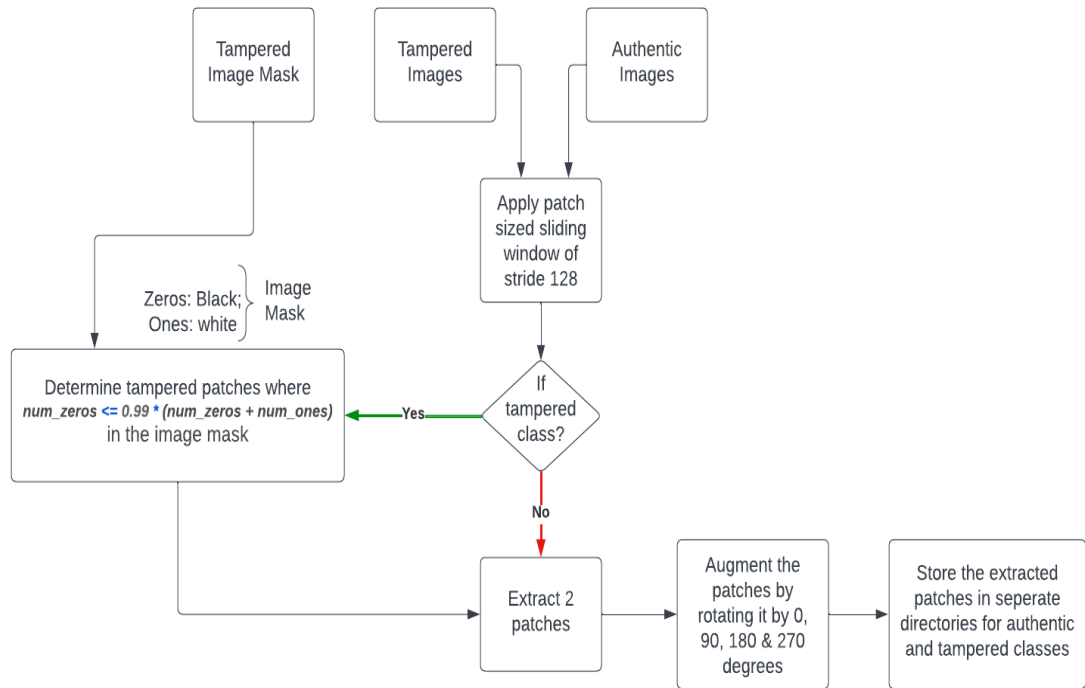 Tampered
Image Mask
Tampered
Images
Authentic
Images
Apply patch
sized sliding
window of
stride 128
Zeros: Black;
Ones: white
Image
Mask
If
tampered
class?
Yes
Determine tampered patches where
num_zeros <= 0.99 * (num_zeros + num_ones)
in the image mask
No
Extract 2
patches
Augment the
patches by
rotating it by 0,
90, 180 & 270
degrees
Store the extracted
patches in seperate
directories for authentic
and tampered classes